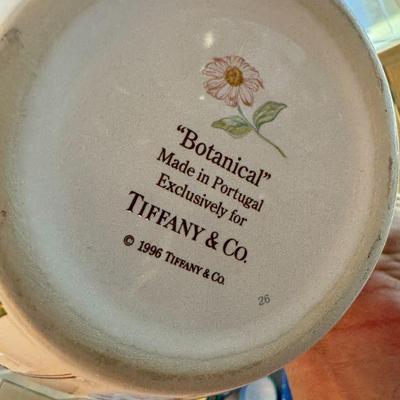 "Botanical"
Made in Portugal
Exclusively for
TIFFANY & CO.
© 1996 TIFFANY & CO.
26